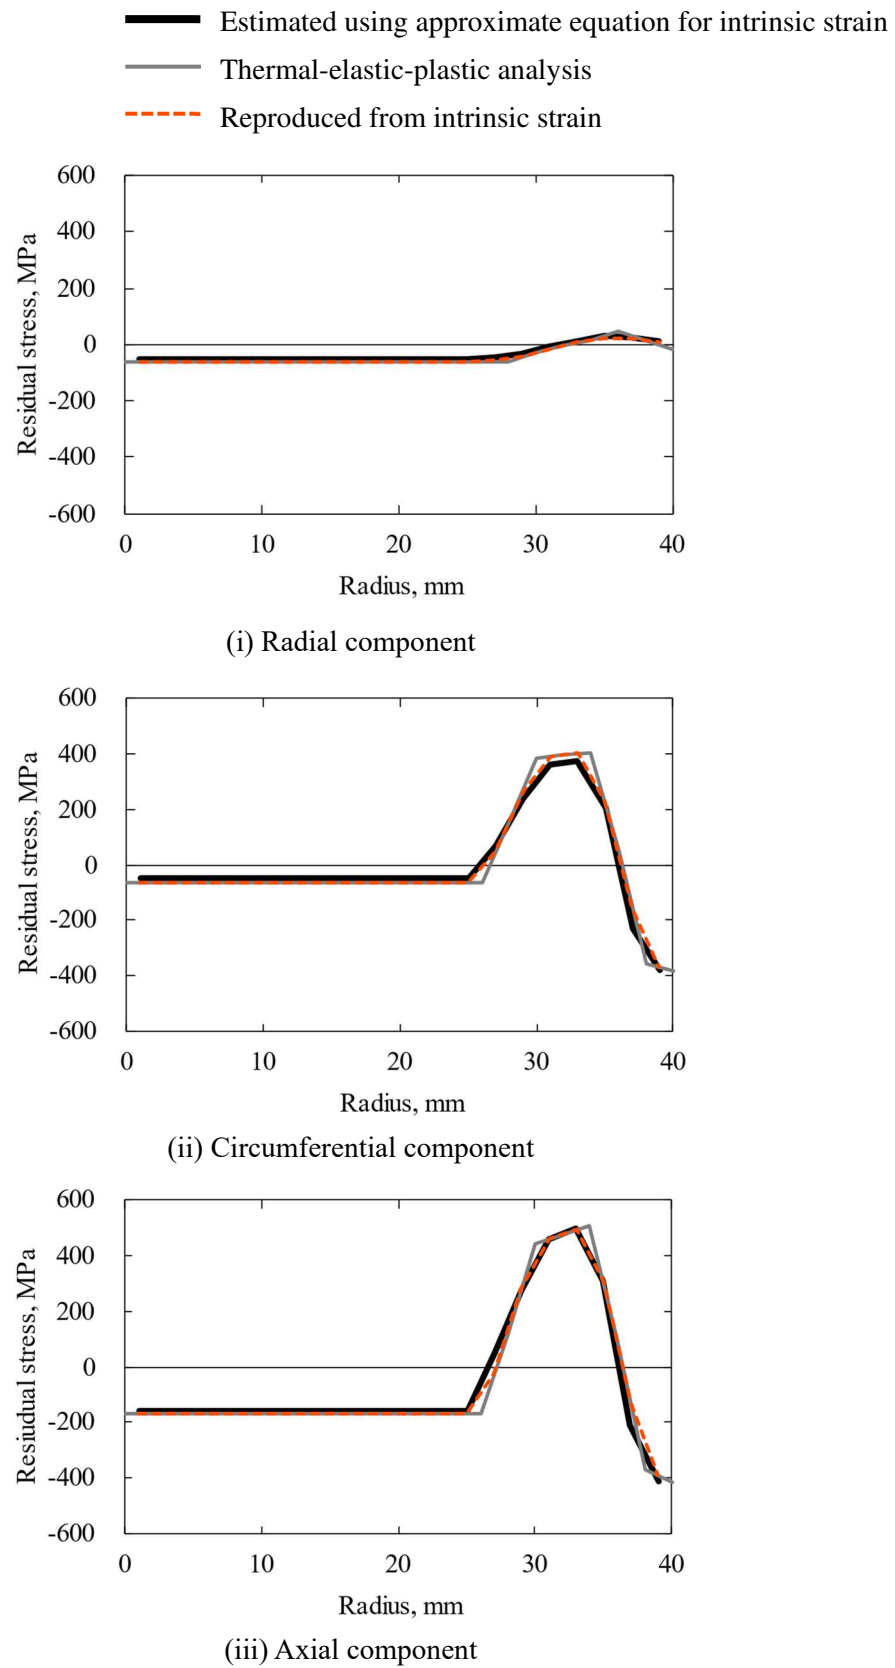 Estimated using approximate equation for intrinsic strain
Thermal-elastic-plastic analysis
Reproduced from intrinsic strain
600
400
200
0
-200
-400
-600
Residual stress, MPa
0 10 20 30 40
Radius, mm
(i) Radial component
600
400
200
0
-200
-400
-600
Residual stress, MPa
0 10 20 30 40
Radius, mm
(ii) Circumferential component
600
400
200
0
-200
-400
-600
Resiudual stress, MPa
0 10 20 30 40
Radius, mm
(iii) Axial component